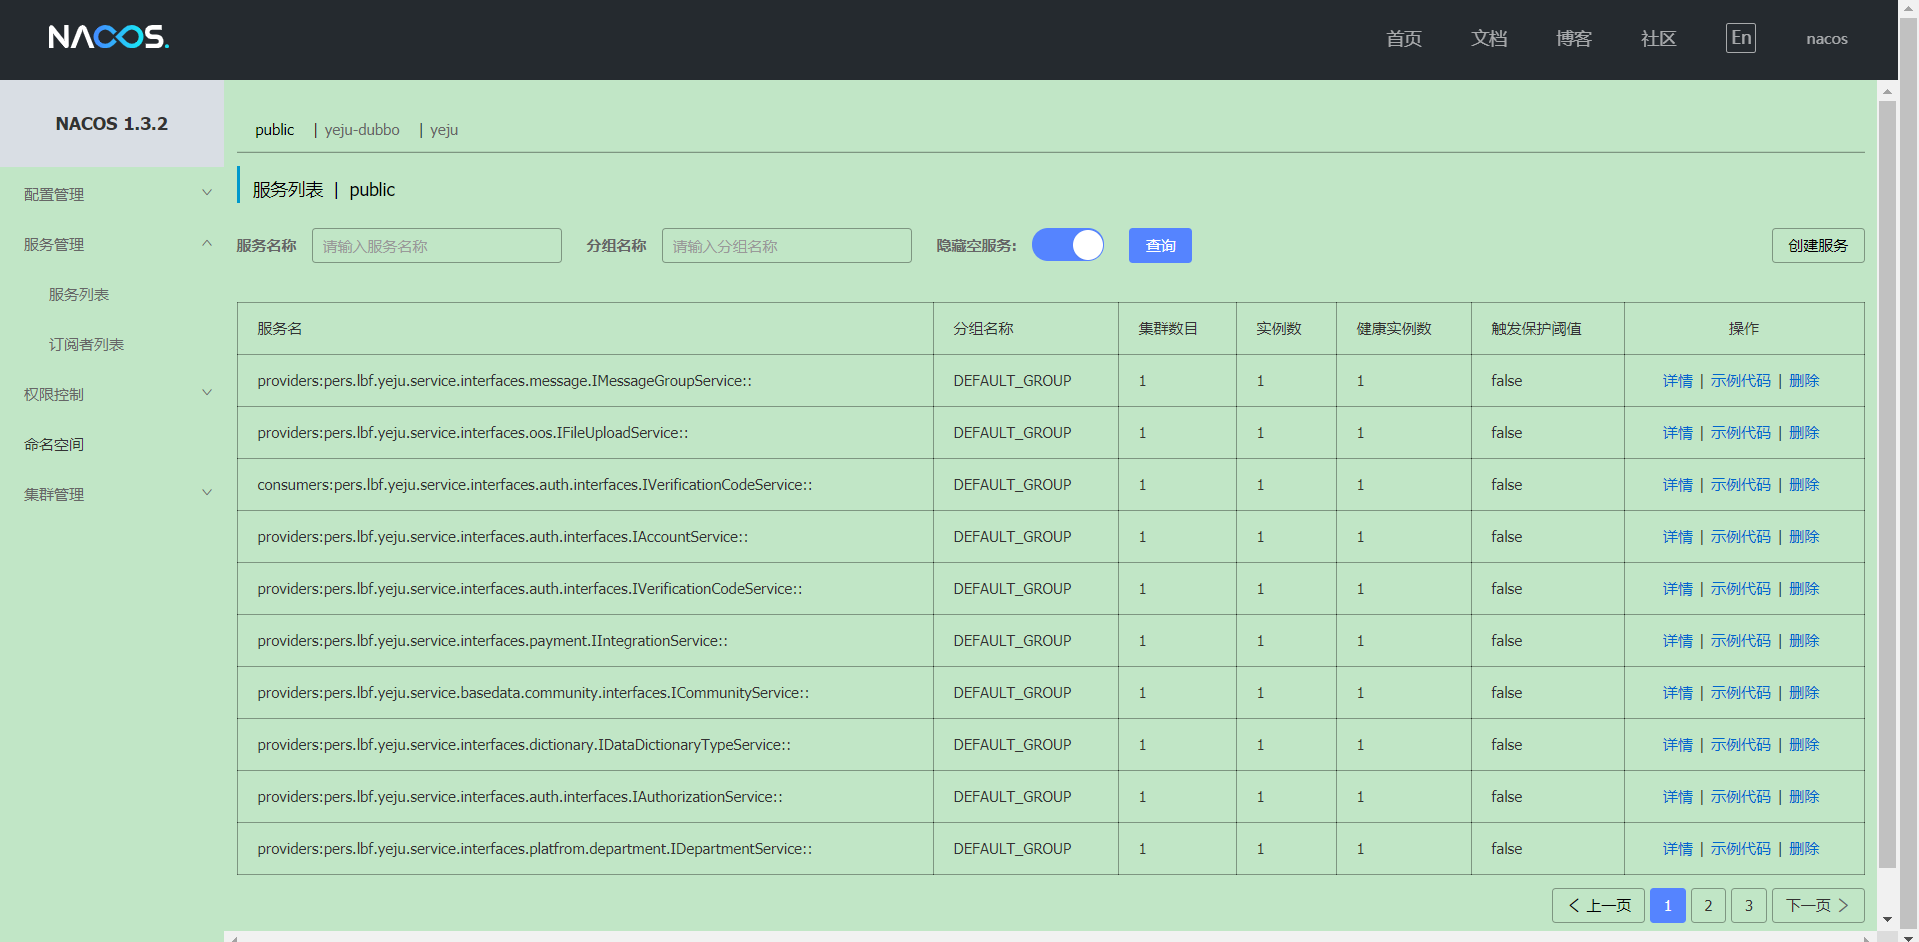 NACOS.
首页 文档 博客 社区 En nacos
NACOS 1.3.2
配置管理
服务管理
服务列表
订阅者列表
权限控制
命名空间
集群管理
public | yeju-dubbo | yeju
服务列表 | public
服务名称 请输入服务名称 分组名称 请输入分组名称 隐藏空服务: 查询 创建服务
服务名 分组名称 集群数目 实例数 健康实例数 触发保护阈值 操作
providers:pers.lbf.yeju.service.interfaces.message.IMessageGroupService:: DEFAULT_GROUP 1 1 1 false 详情 | 示例代码 | 删除
providers:pers.lbf.yeju.service.interfaces.oos.IFileUploadService:: DEFAULT_GROUP 1 1 1 false 详情 | 示例代码 | 删除
consumers:pers.lbf.yeju.service.interfaces.auth.interfaces.IVerificationCodeService:: DEFAULT_GROUP 1 1 1 false 详情 | 示例代码 | 删除
providers:pers.lbf.yeju.service.interfaces.auth.interfaces.IAccountService:: DEFAULT_GROUP 1 1 1 false 详情 | 示例代码 | 删除
providers:pers.lbf.yeju.service.interfaces.auth.interfaces.IVerificationCodeService:: DEFAULT_GROUP 1 1 1 false 详情 | 示例代码 | 删除
providers:pers.lbf.yeju.service.interfaces.payment.IIntegrationService:: DEFAULT_GROUP 1 1 1 false 详情 | 示例代码 | 删除
providers:pers.lbf.yeju.service.basedata.community.interfaces.ICommunityService:: DEFAULT_GROUP 1 1 1 false 详情 | 示例代码 | 删除
providers:pers.lbf.yeju.service.interfaces.dictionary.IDataDictionaryTypeService:: DEFAULT_GROUP 1 1 1 false 详情 | 示例代码 | 删除
providers:pers.lbf.yeju.service.interfaces.auth.interfaces.IAuthorizationService:: DEFAULT_GROUP 1 1 1 false 详情 | 示例代码 | 删除
providers:pers.lbf.yeju.service.interfaces.platfrom.department.IDepartmentService:: DEFAULT_GROUP 1 1 1 false 详情 | 示例代码 | 删除
上一页 1 2 3 下一页